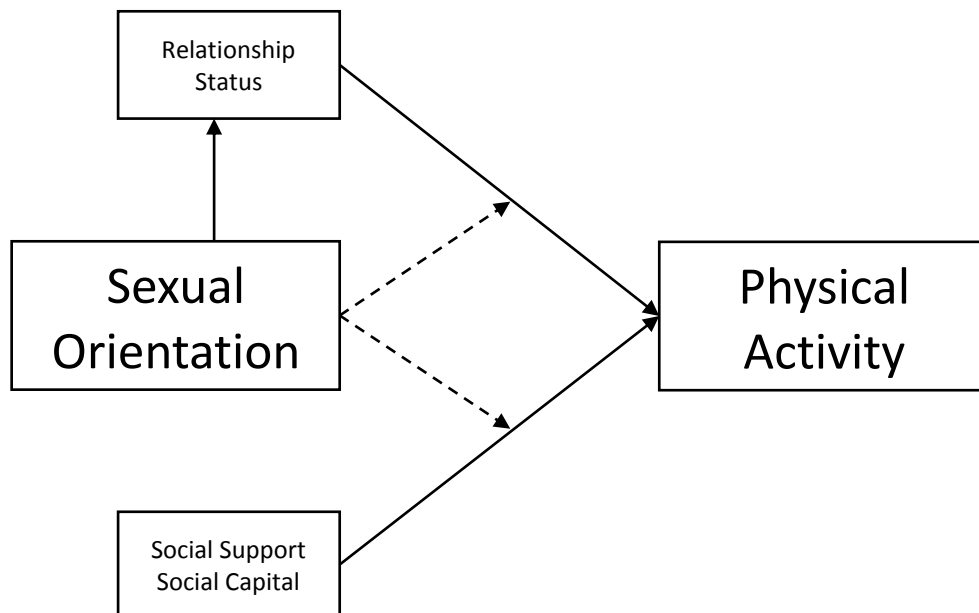 Relationship
Status
Sexual
Orientation
Physical
Activity
Social Support
Social Capital